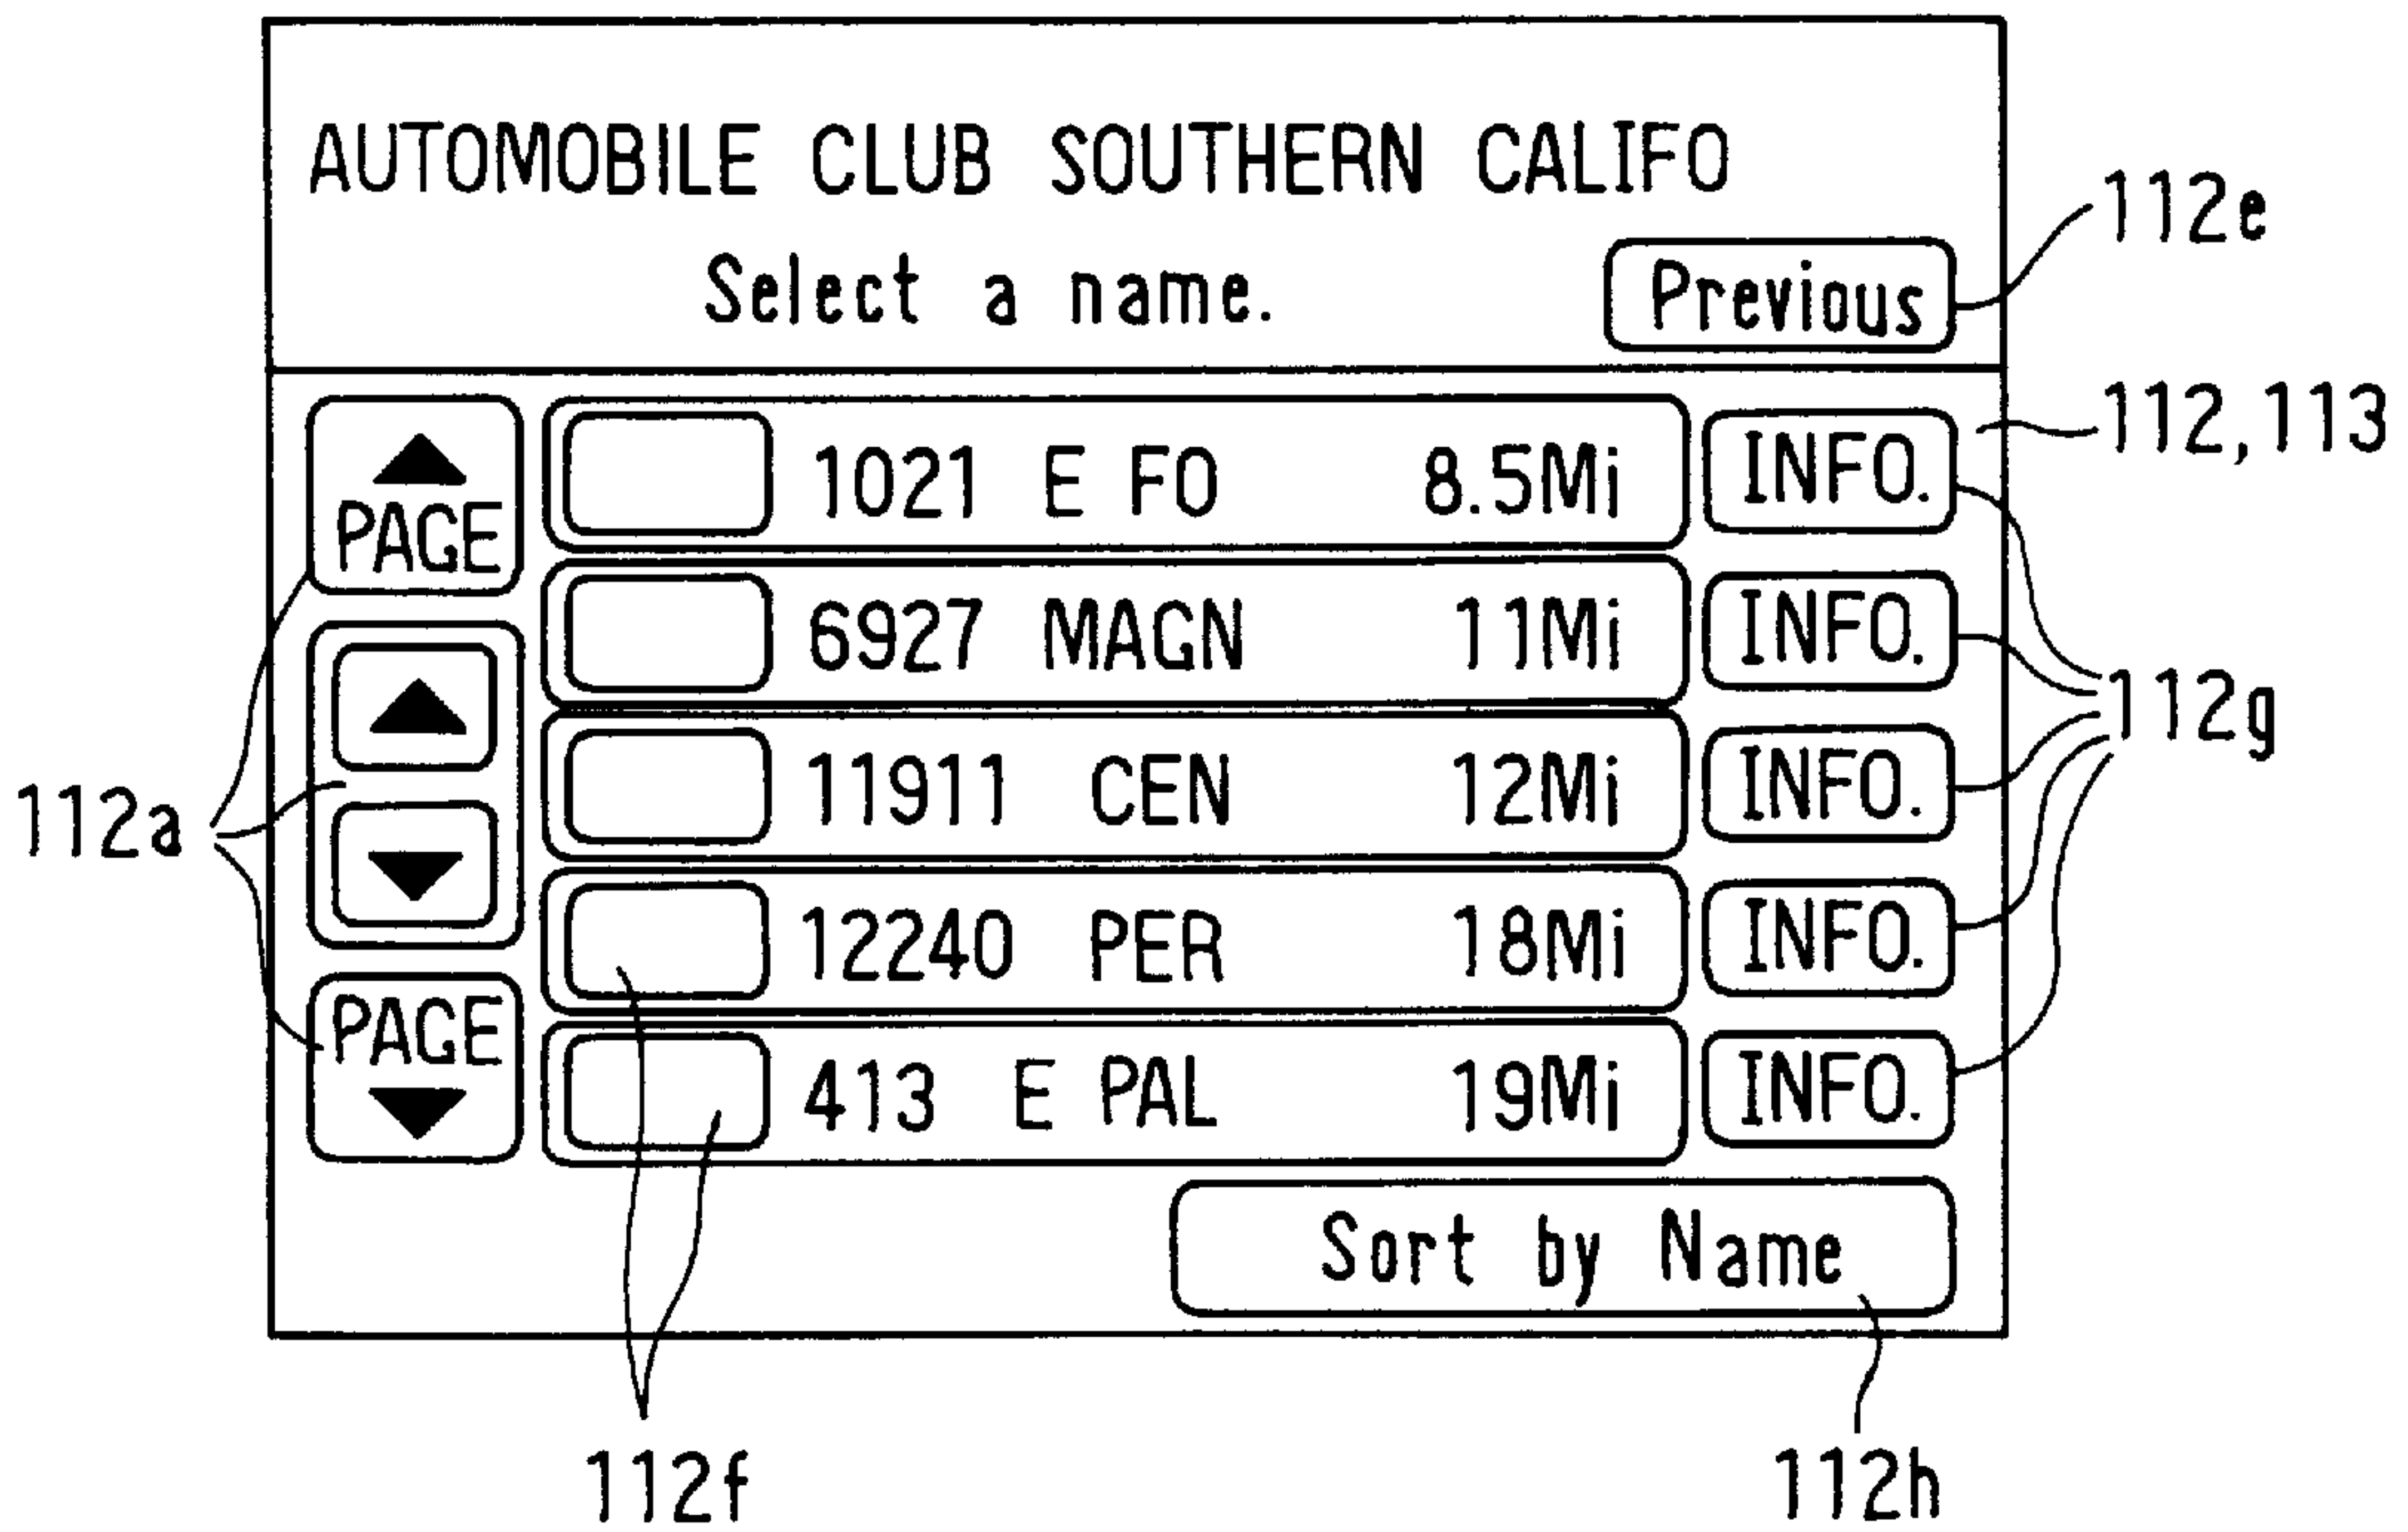 AUTOMOBILE CLUB SOUTHERN CALIFO
112e
Select a name.
Previous
112,113
PAGE
1021 E FO 8.5Mi INFO.
6927 MAGN 11Mi INFO.
112g
11911 CEN 12Mi INFO.
112a
12240 PER 18Mi INFO.
PAGE
413 E PAL 19Mi INFO.
Sort by Name
112f
112h